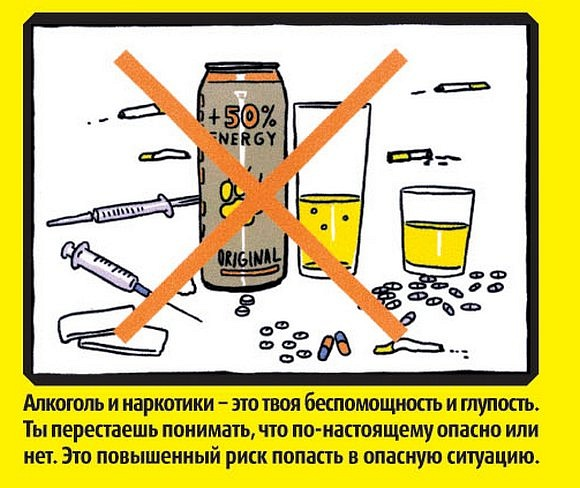 +50%
ENERGY
ORIGINAL
Алкоголь и наркотики – это твоя беспомощность и глупость.
Ты перестаешь понимать, что по-настоящему опасно или
нет. Это повышенный риск попасть в опасную ситуацию.